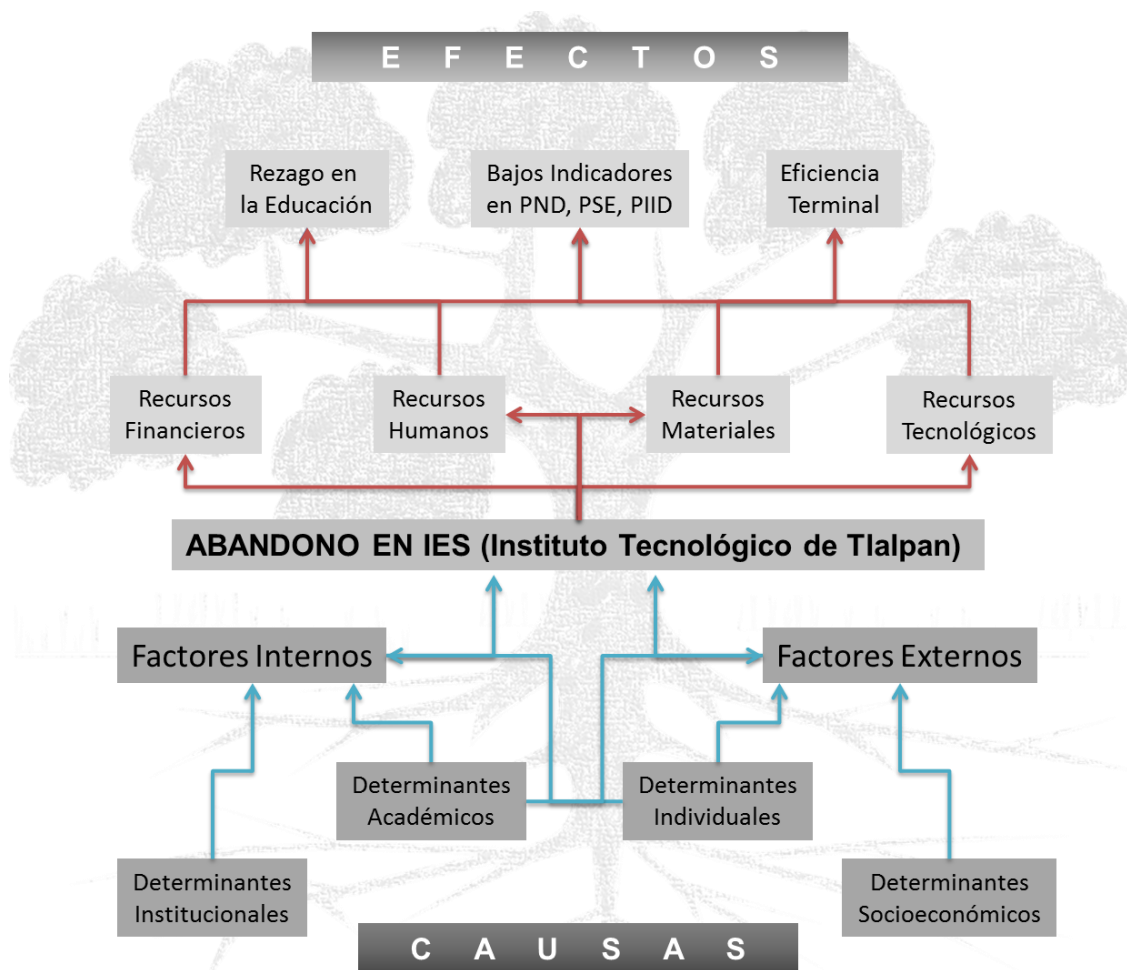 E F E C T O S
Rezago en
la Educación
Bajos Indicadores
en PND, PSE, PIID
Eficiencia
Terminal
Recursos
Financieros
Recursos
Humanos
Recursos
Materiales
Recursos
Tecnológicos
ABANDONO EN IES (Instituto Tecnológico de Tlalpan)
Factores Internos
Factores Externos
Determinantes
Académicos
Determinantes
Individuales
Determinantes
Institucionales
Determinantes
Socioeconómicos
C A U S A S